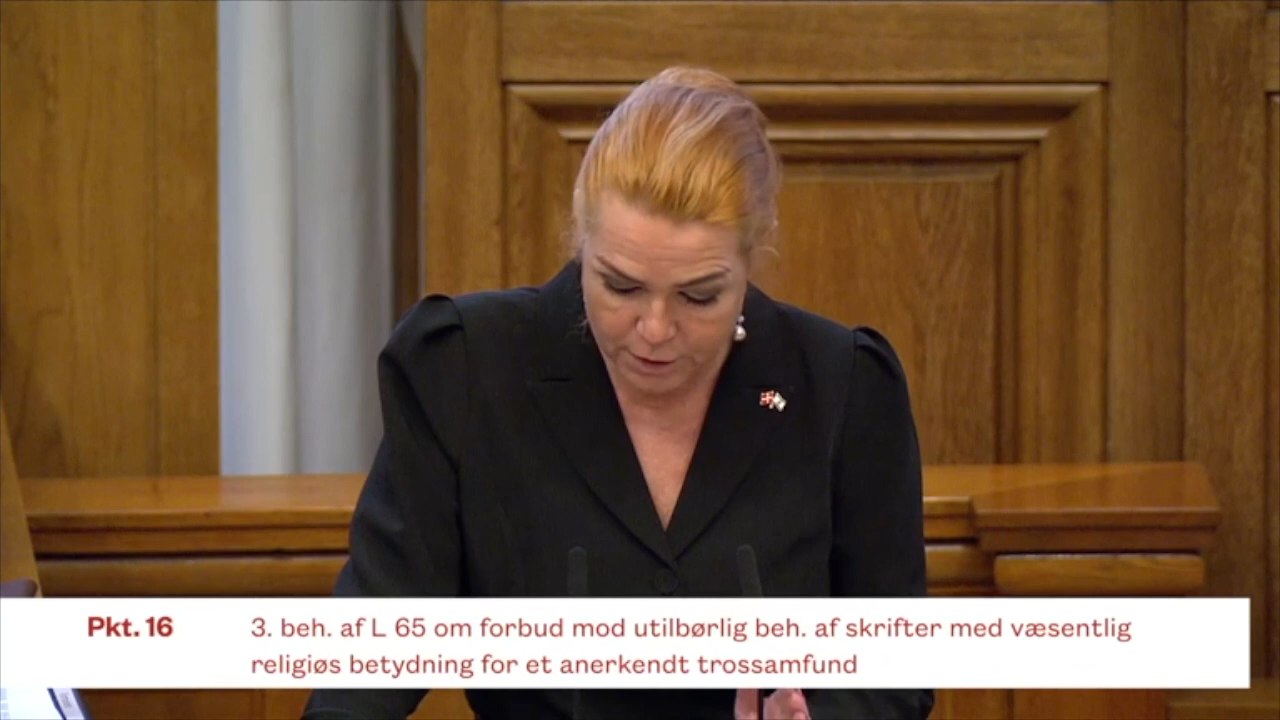 Pkt. 16
3. beh. af L 65 om forbud mod utilbørlig beh. af skrifter med væsentlig
religiøs betydning for et anerkendt trossamfund